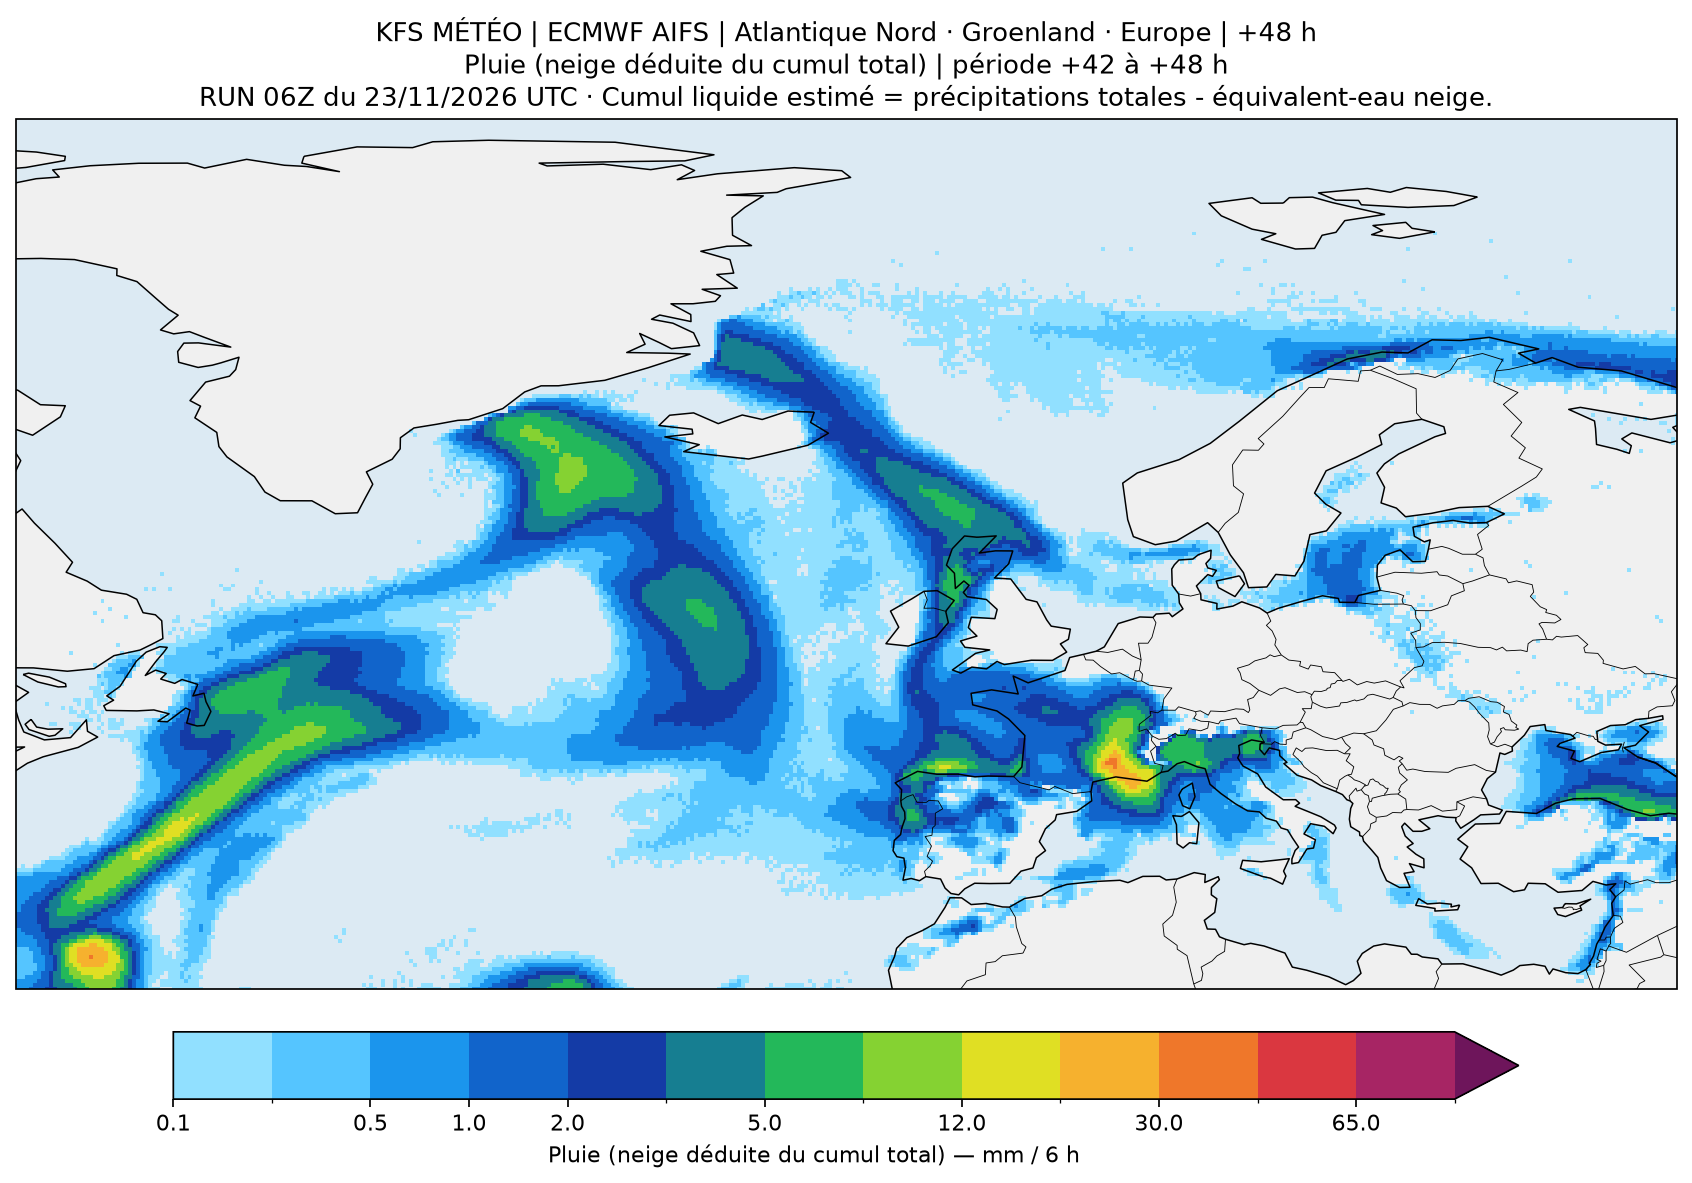 KFS MÉTÉO | ECMWF AIFS | Atlantique Nord · Groenland · Europe | +48 h
Pluie (neige déduite du cumul total) | période +42 à +48 h
RUN 06Z du 23/11/2026 UTC · Cumul liquide estimé = précipitations totales - équivalent-eau neige.
0.1 0.5 1.0 2.0 5.0 12.0 30.0 65.0
Pluie (neige déduite du cumul total) — mm / 6 h